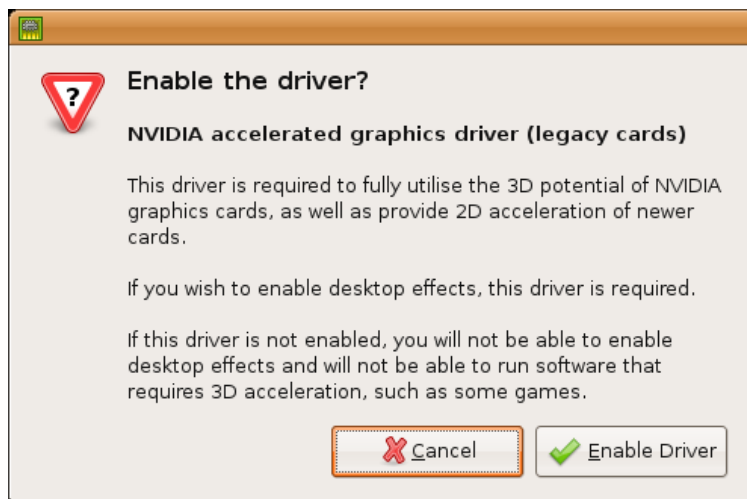 ?
Enable the driver?
NVIDIA accelerated graphics driver (legacy cards)
This driver is required to fully utilise the 3D potential of NVIDIA
graphics cards, as well as provide 2D acceleration of newer
cards.
If you wish to enable desktop effects, this driver is required.
If this driver is not enabled, you will not be able to enable
desktop effects and will not be able to run software that
requires 3D acceleration, such as some games.
Cancel
Enable Driver